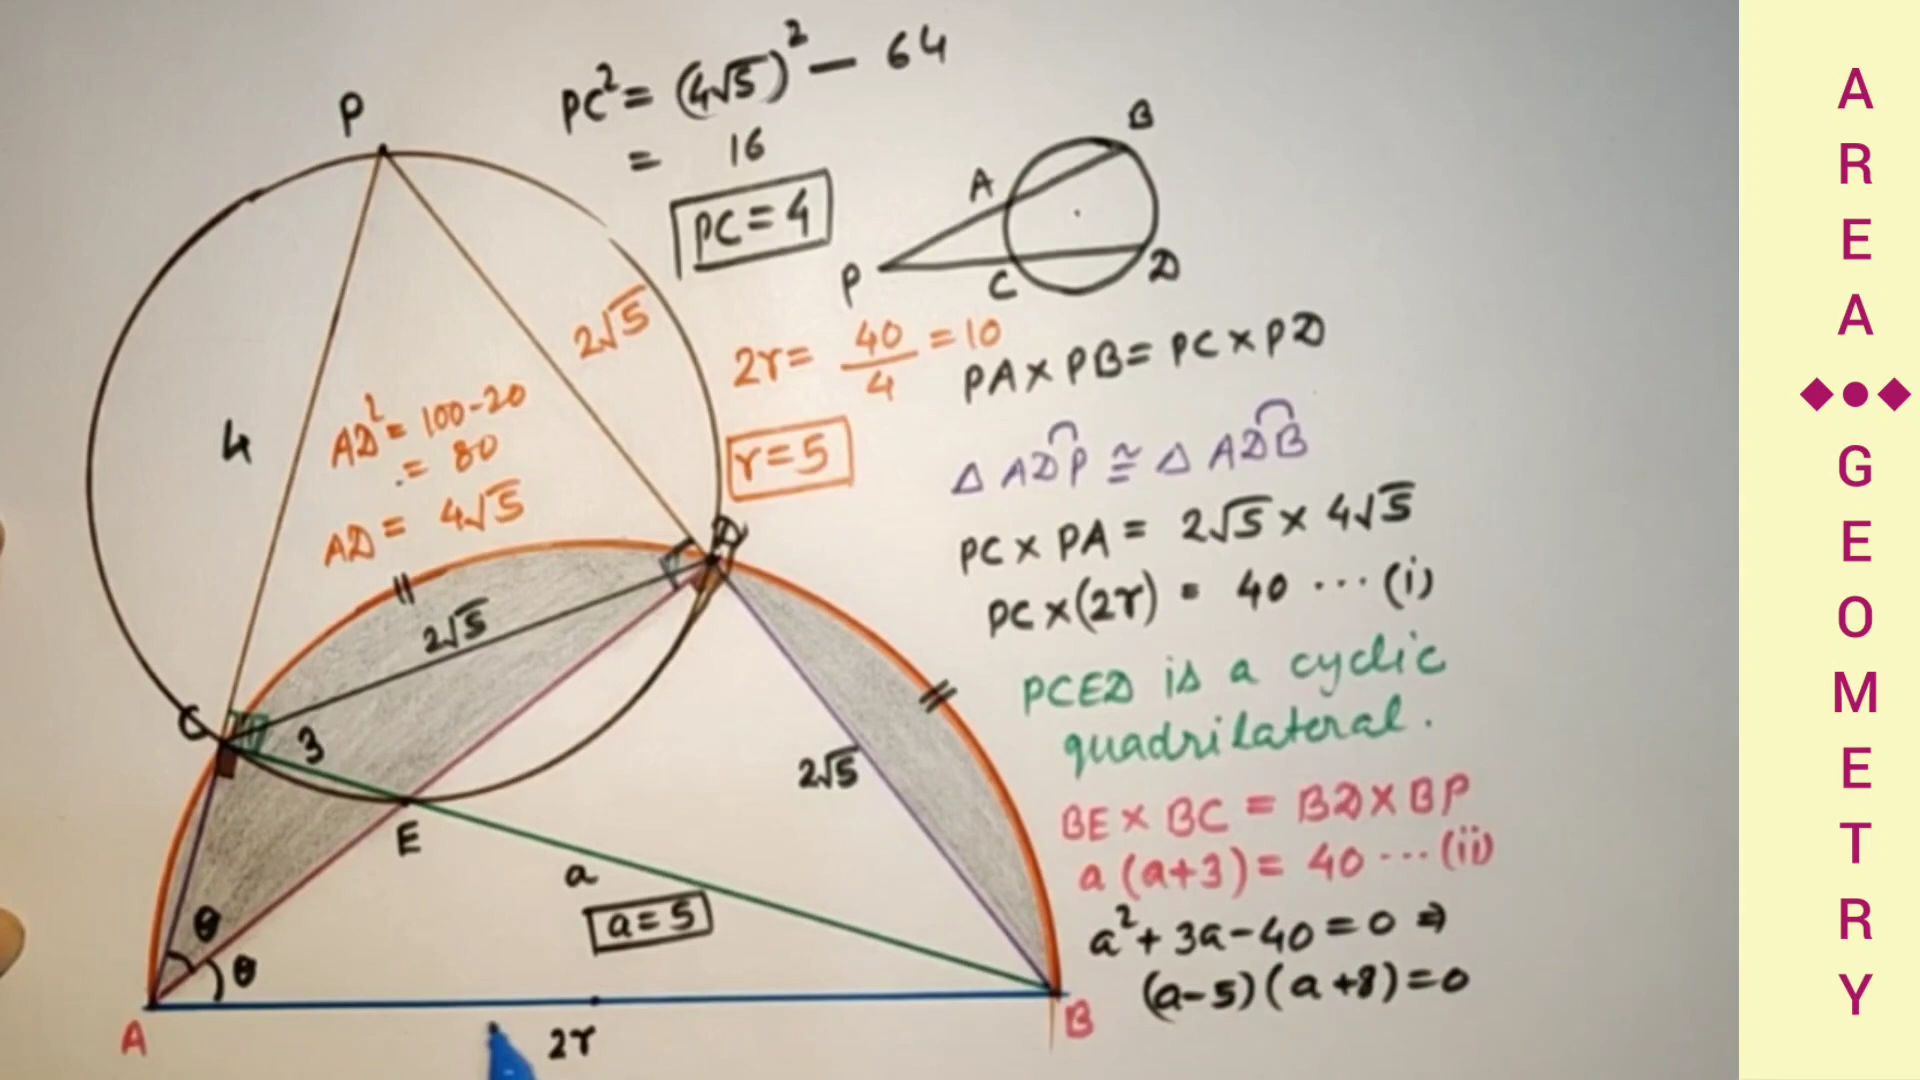 P
PC² = (4√5)² - 64
= 16
PC = 4
B
A
P
C
D
2√5
2r = 40/4 = 10
PA × PB = PC × PD
4
AD² = 100-20
= 80
AD = 4√5
r = 5
△ ADP ≅ △ ADB
PC × PA = 2√5 × 4√5
PC × (2r) = 40 ... (i)
D
2√5
C
3
PCED is a cyclic
quadrilateral.
2√5
BE × BC = BD × BP
a (a+3) = 40 ... (ii)
E
a
a = 5
a² + 3a - 40 = 0 ⇒
(a-5)(a+8) = 0
θ
θ
A
2r
B
A
R
E
A
G
E
O
M
E
T
R
Y